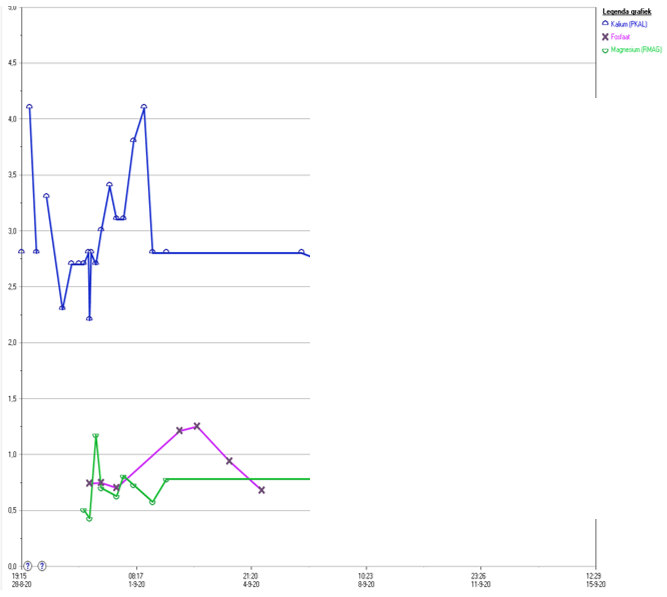 Legenda grafiek
Kalium (PKAL)
Fosfaat
Magnesium (RMAG)
5,0
4,5
4,0
3,5
3,0
2,5
2,0
1,5
1,0
0,5
0,0
? ?
19:15 08:17 21:20 10:23 23:26 12:29
28-8-20 1-9-20 4-9-20 8-9-20 11-9-20 15-9-20